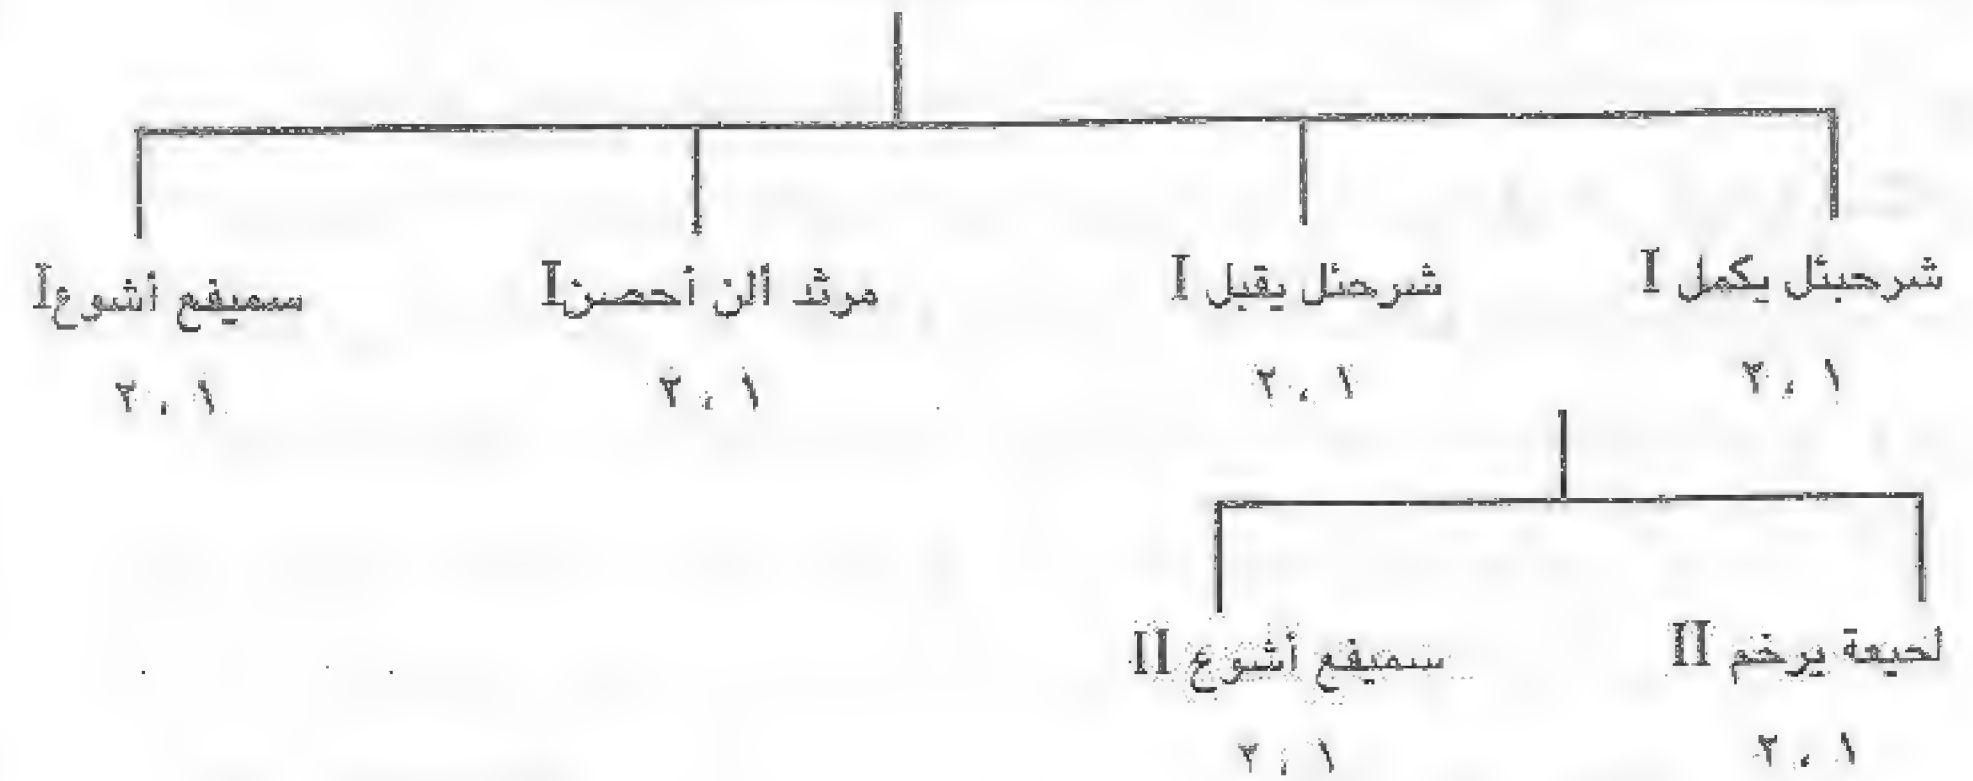 شرحبئل يكمل I
شرحئل يقبل I
مرثد ألن أحصن I
سميفع أشوع I
١ ، ٢
١ ، ٢
١ ، ٢
١ ، ٢
لحيعة يرخم II
سميفع أشوع II
١ ، ٢
١ ، ٢